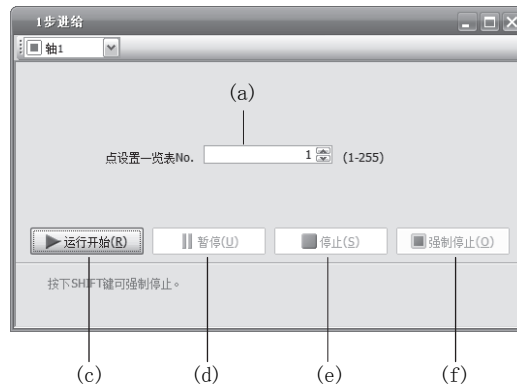 1步进给
轴1
(a)
点设置一览表No. 1 (1-255)
运行开始(R) 暂停(U) 停止(S) 强制停止(O)
按下SHIFT键可强制停止。
(c) (d) (e) (f)